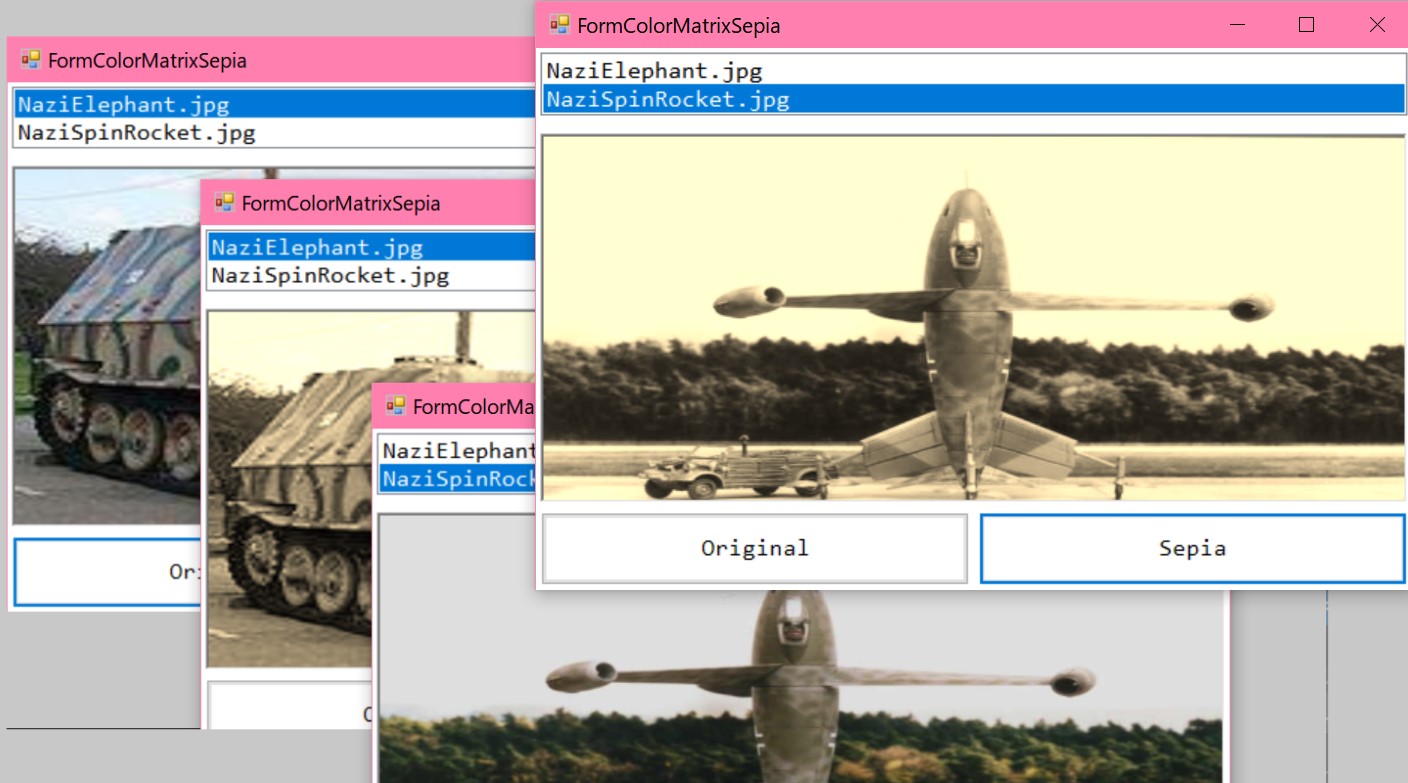 FormColorMatrixSepia
NaziElephant.jpg
NaziSpinRocket.jpg
Original
Sepia
FormColorMatrixSepia
NaziElephant.jpg
NaziSpinRocket.jpg
Ori
FormColorMatrixSepia
NaziElephant.jpg
NaziSpinRocket.jpg
FormColorMa
NaziElephant
NaziSpinRock